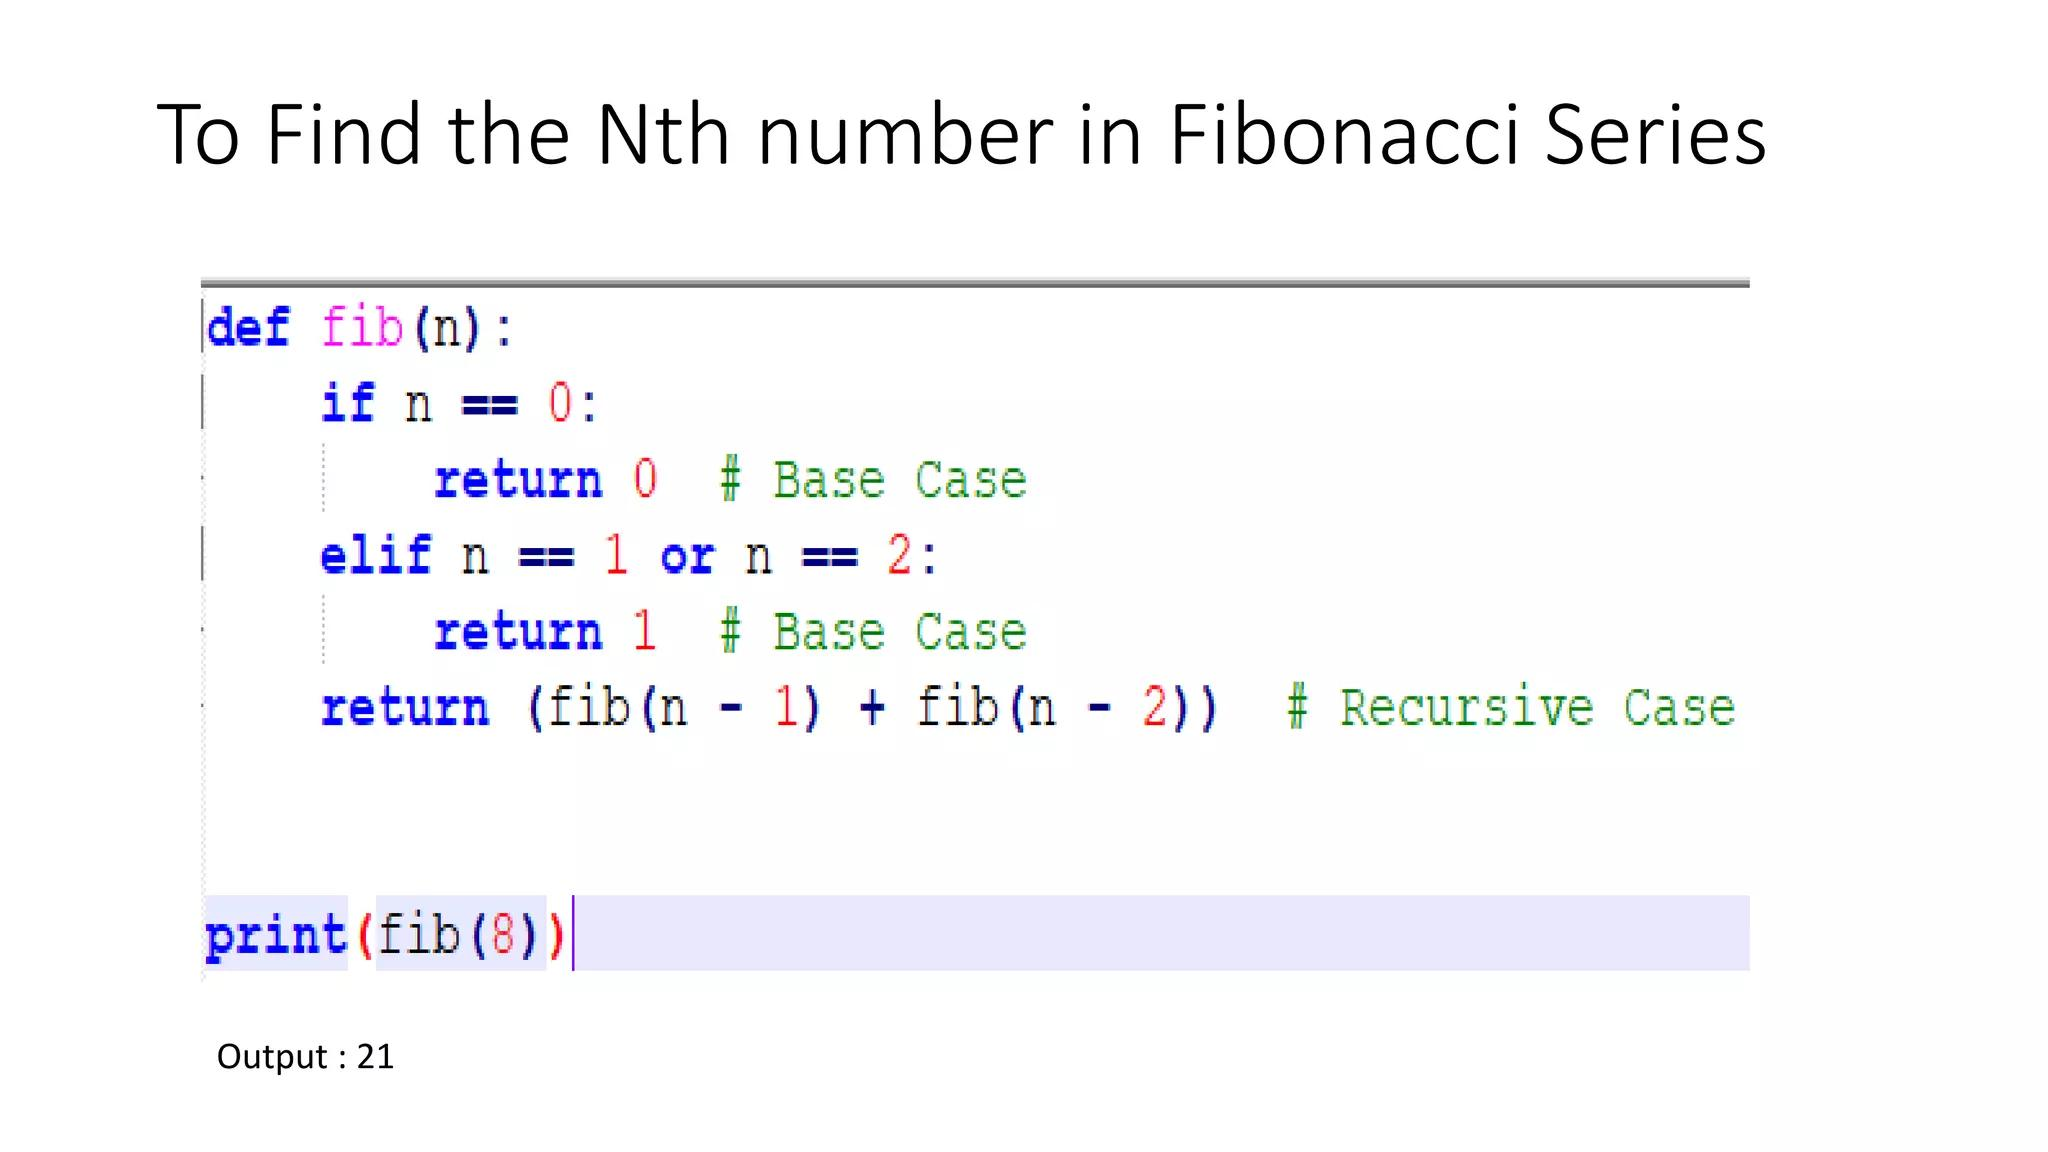 To Find the Nth number in Fibonacci Series
def fib(n):
    if n == 0:
        return 0  # Base Case
    elif n == 1 or n == 2:
        return 1  # Base Case
    return (fib(n - 1) + fib(n - 2))  # Recursive Case
print(fib(8))
Output : 21